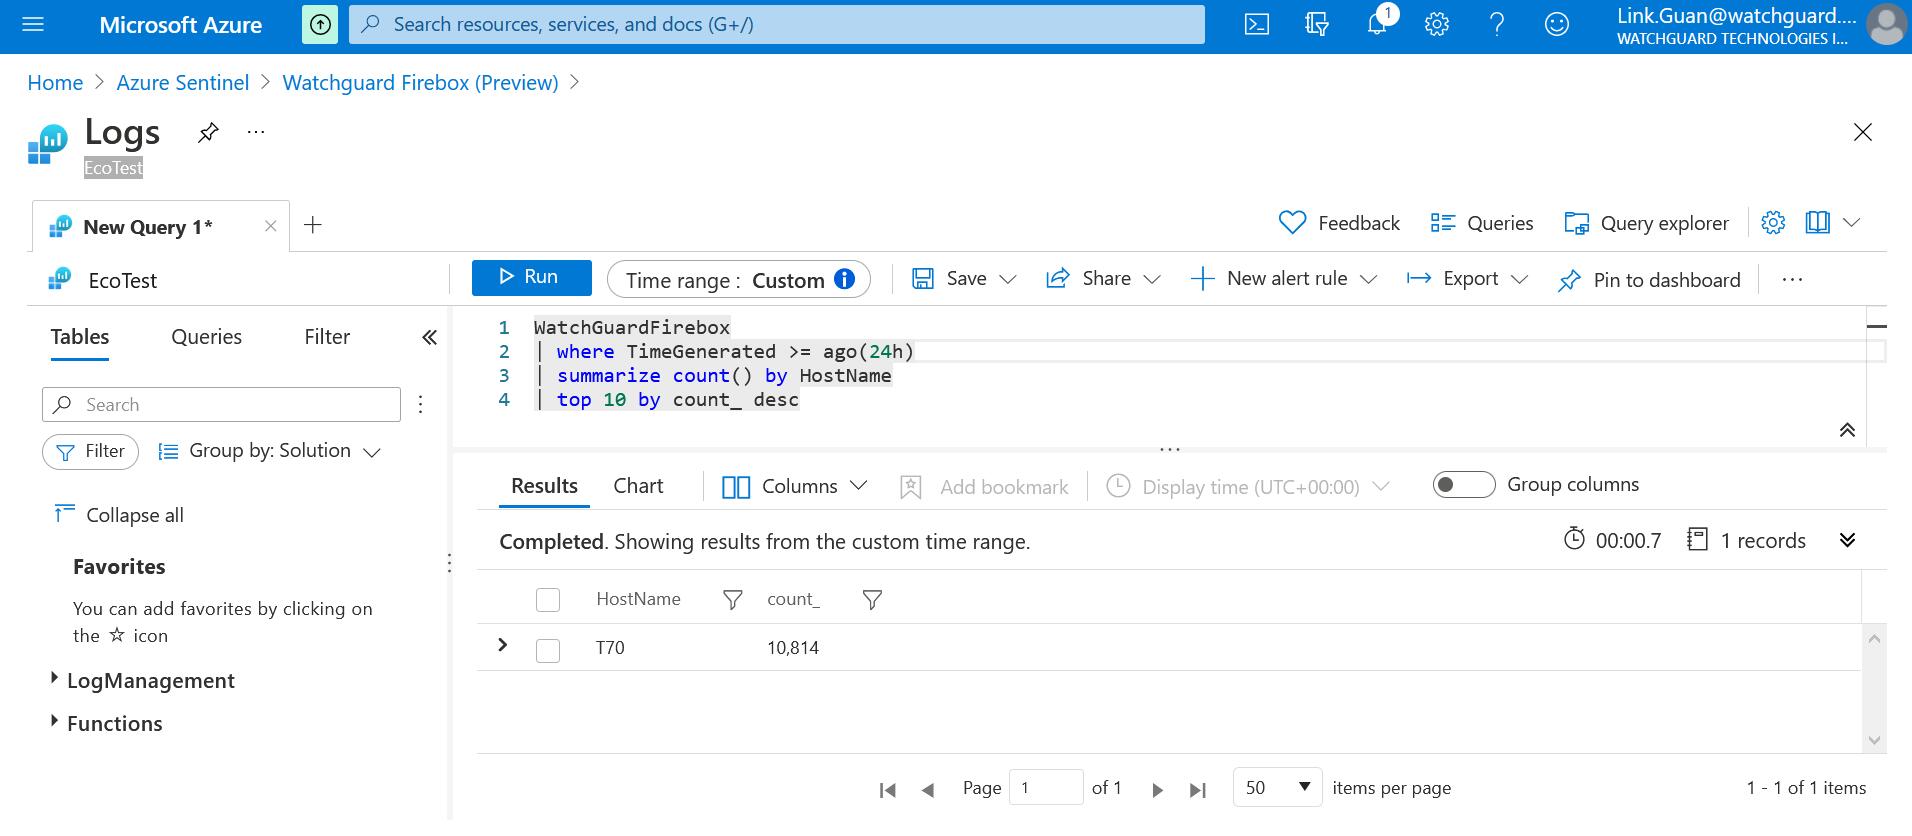 Microsoft Azure
Search resources, services, and docs (G+/)
1
Link.Guan@watchguard....
WATCHGUARD TECHNOLOGIES I...
Home > Azure Sentinel > Watchguard Firebox (Preview) >
Logs
EcoTest
New Query 1*
Feedback
Queries
Query explorer
EcoTest
Run
Time range : Custom
Save
Share
New alert rule
Export
Pin to dashboard
Tables
Queries
Filter
Search
Filter
Group by: Solution
Collapse all
Favorites
You can add favorites by clicking on
the ☆ icon
LogManagement
Functions
1 WatchGuardFirebox
2 | where TimeGenerated >= ago(24h)
3 | summarize count() by HostName
4 | top 10 by count_ desc
Results
Chart
Columns
Add bookmark
Display time (UTC+00:00)
Group columns
Completed. Showing results from the custom time range.
00:00.7
1 records
HostName count_
T70 10,814
Page 1 of 1
50 items per page
1 - 1 of 1 items